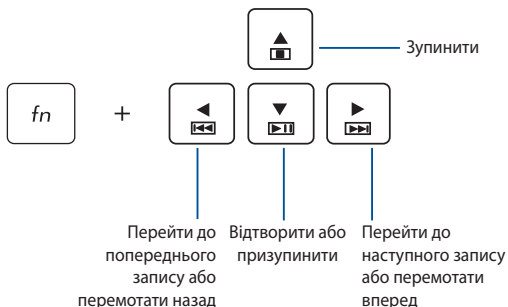 Зупинити
fn
+
Перейти до
попереднього
запису або
перемотати назад
Відтворити або
призупинити
Перейти до
наступного запису
або перемотати
вперед